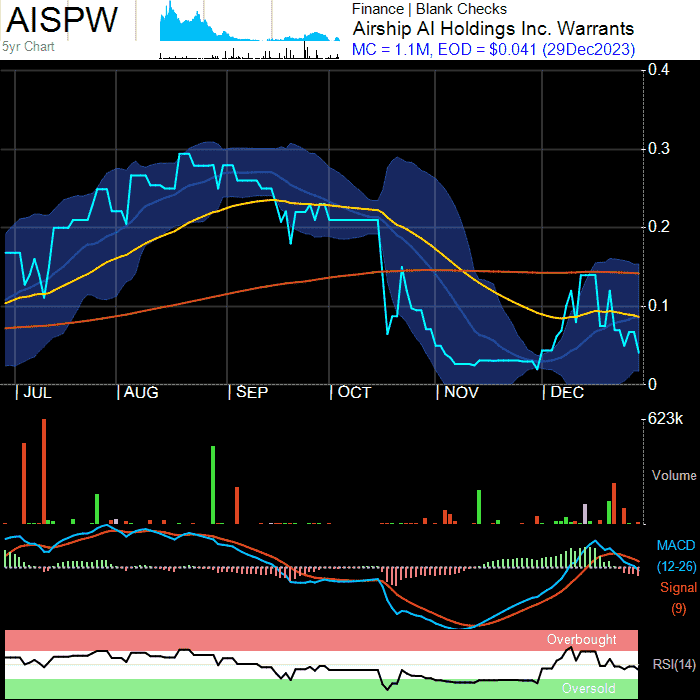 AISPW
5yr Chart
Finance | Blank Checks
Airship AI Holdings Inc. Warrants
MC = 1.1M, EOD = $0.041 (29Dec2023)
0.4
0.3
0.2
0.1
0
JUL AUG SEP OCT NOV DEC
623k
Volume
MACD
(12-26)
Signal
(9)
Overbought
RSI(14)
Oversold